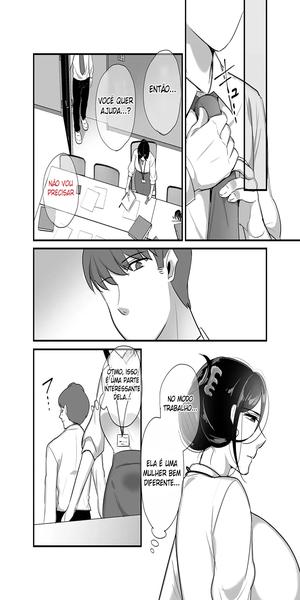 ENTÃO...
VOCÊ QUER
AJUDA...?
NÃO VOU
PRECISAR
NO MODO
TRABALHO...
ELA É UMA
MULHER BEM
DIFERENTE...
ÓTIMO, ISSO
É UMA PARTE
INTERESSANTE
DELA...